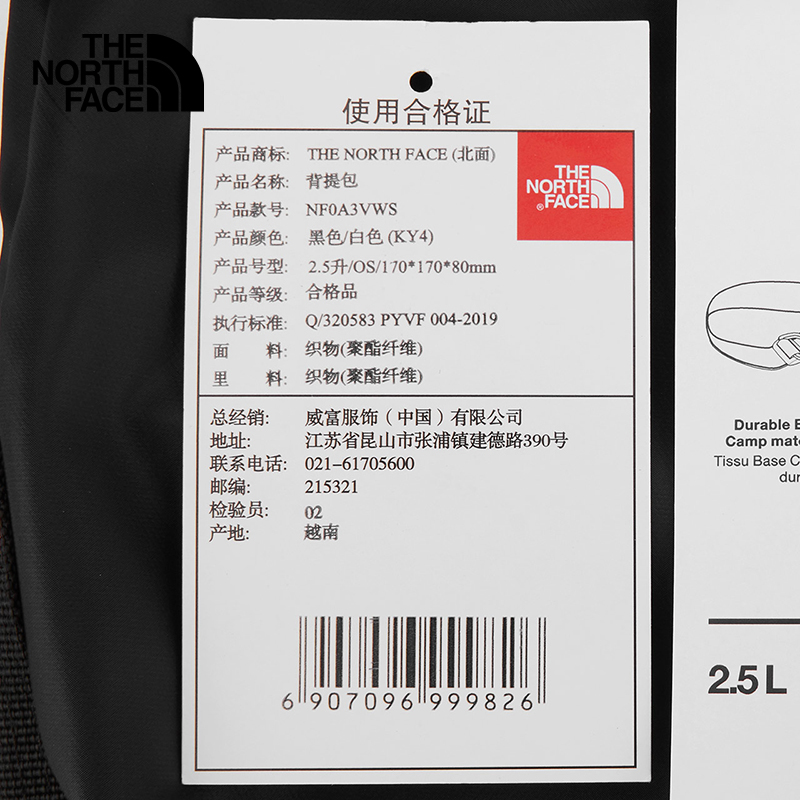 THE
NORTH
FACE
使用合格证
产品商标: THE NORTH FACE (北面)
产品名称: 背提包
产品款号: NF0A3VWS
产品颜色: 黑色/白色 (KY4)
产品号型: 2.5升/OS/170*170*80mm
产品等级: 合格品
执行标准: Q/320583 PYVF 004-2019
面 料: 织物(聚酯纤维)
里 料: 织物(聚酯纤维)
THE
NORTH
FACE
®
总经销: 威富服饰（中国）有限公司
地址: 江苏省昆山市张浦镇建德路390号
联系电话: 021-61705600
邮编: 215321
检验员: 02
产地: 越南
6 907096 999826
Durable
Camp
Tissu Base
2.5 L